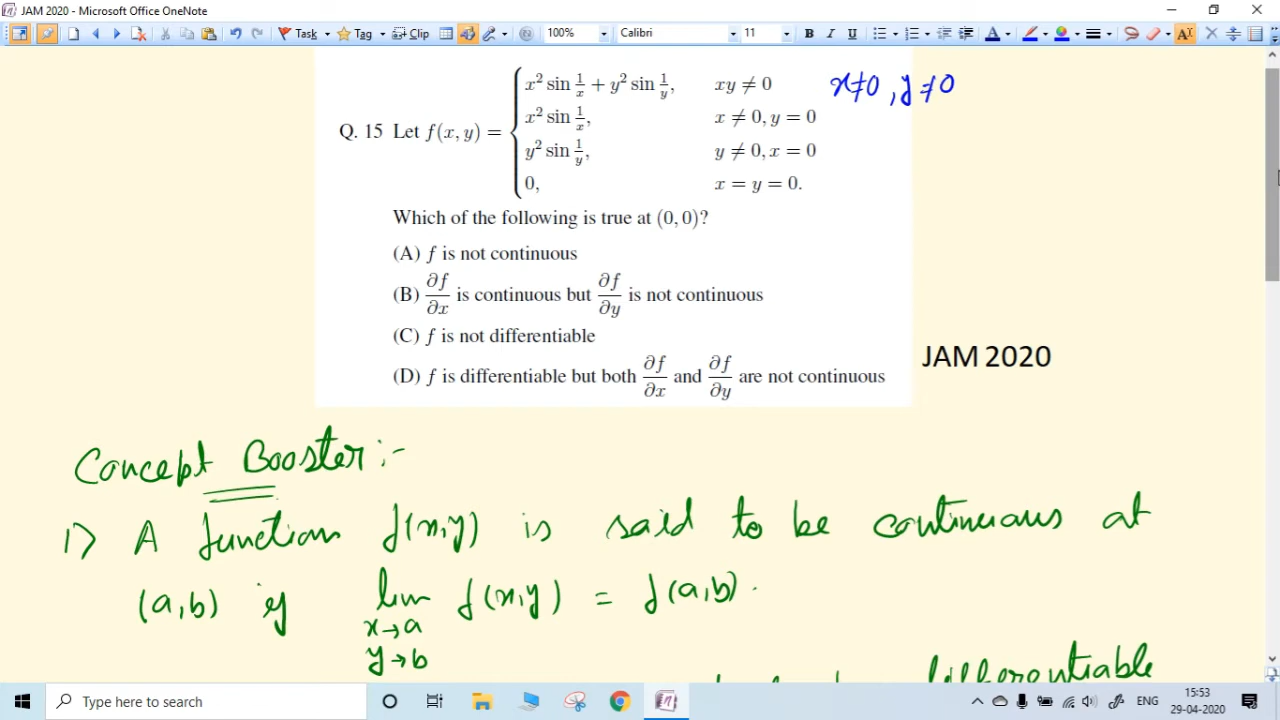 JAM 2020 - Microsoft Office OneNote
Task Tag Clip 100% Calibri 11 B I U
Q. 15 Let f(x, y) =
x² sin 1/x + y² sin 1/y, xy ≠ 0 x≠0, y≠0
x² sin 1/x, x ≠ 0, y = 0
y² sin 1/y, y ≠ 0, x = 0
0, x = y = 0.
Which of the following is true at (0, 0)?
(A) f is not continuous
(B) ∂f/∂x is continuous but ∂f/∂y is not continuous
(C) f is not differentiable
(D) f is differentiable but both ∂f/∂x and ∂f/∂y are not continuous
JAM 2020
Concept Booster :-
1) A function f(x,y) is said to be continuous at
(a,b) if lim f(x,y) = f(a,b).
x→a
y→b
differentiable
Type here to search
ENG
15:53
29-04-2020